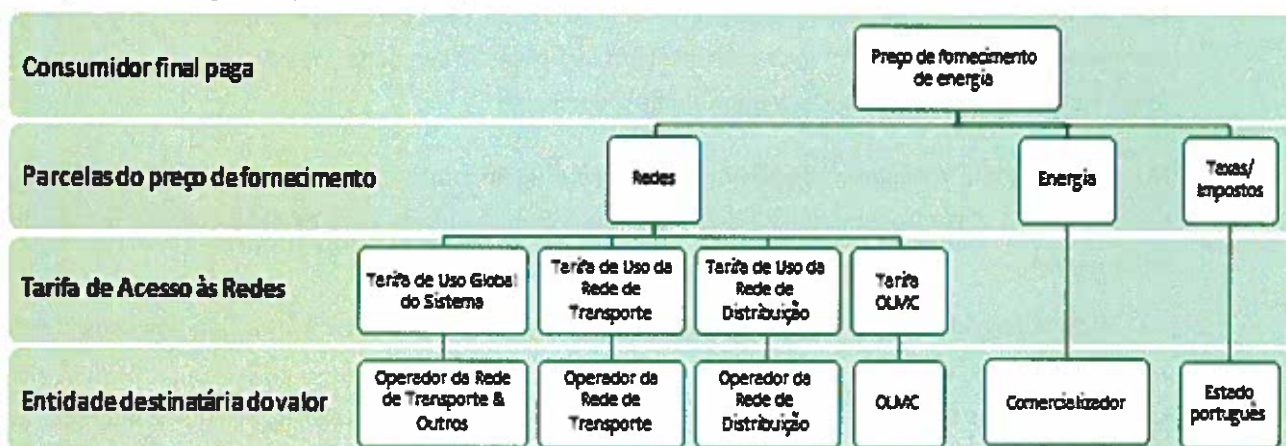 Consumidor final paga
Preço de fornecimento
de energia
Parcelas do preço de fornecimento
Redes
Energia
Taxas/
Impostos
Tarifa de Acesso às Redes
Tarifa de Uso Global
do Sistema
Tarifa de Uso da
Rede de
Transporte
Tarifa de Uso da
Rede de
Distribuição
Tarifa
OLMC
Entidade destinatária do valor
Operador da Rede
de Transporte &
Outros
Operador da
Rede de
Transporte
Operador da
Rede de
Distribuição
OLMC
Comercializador
Estado
português